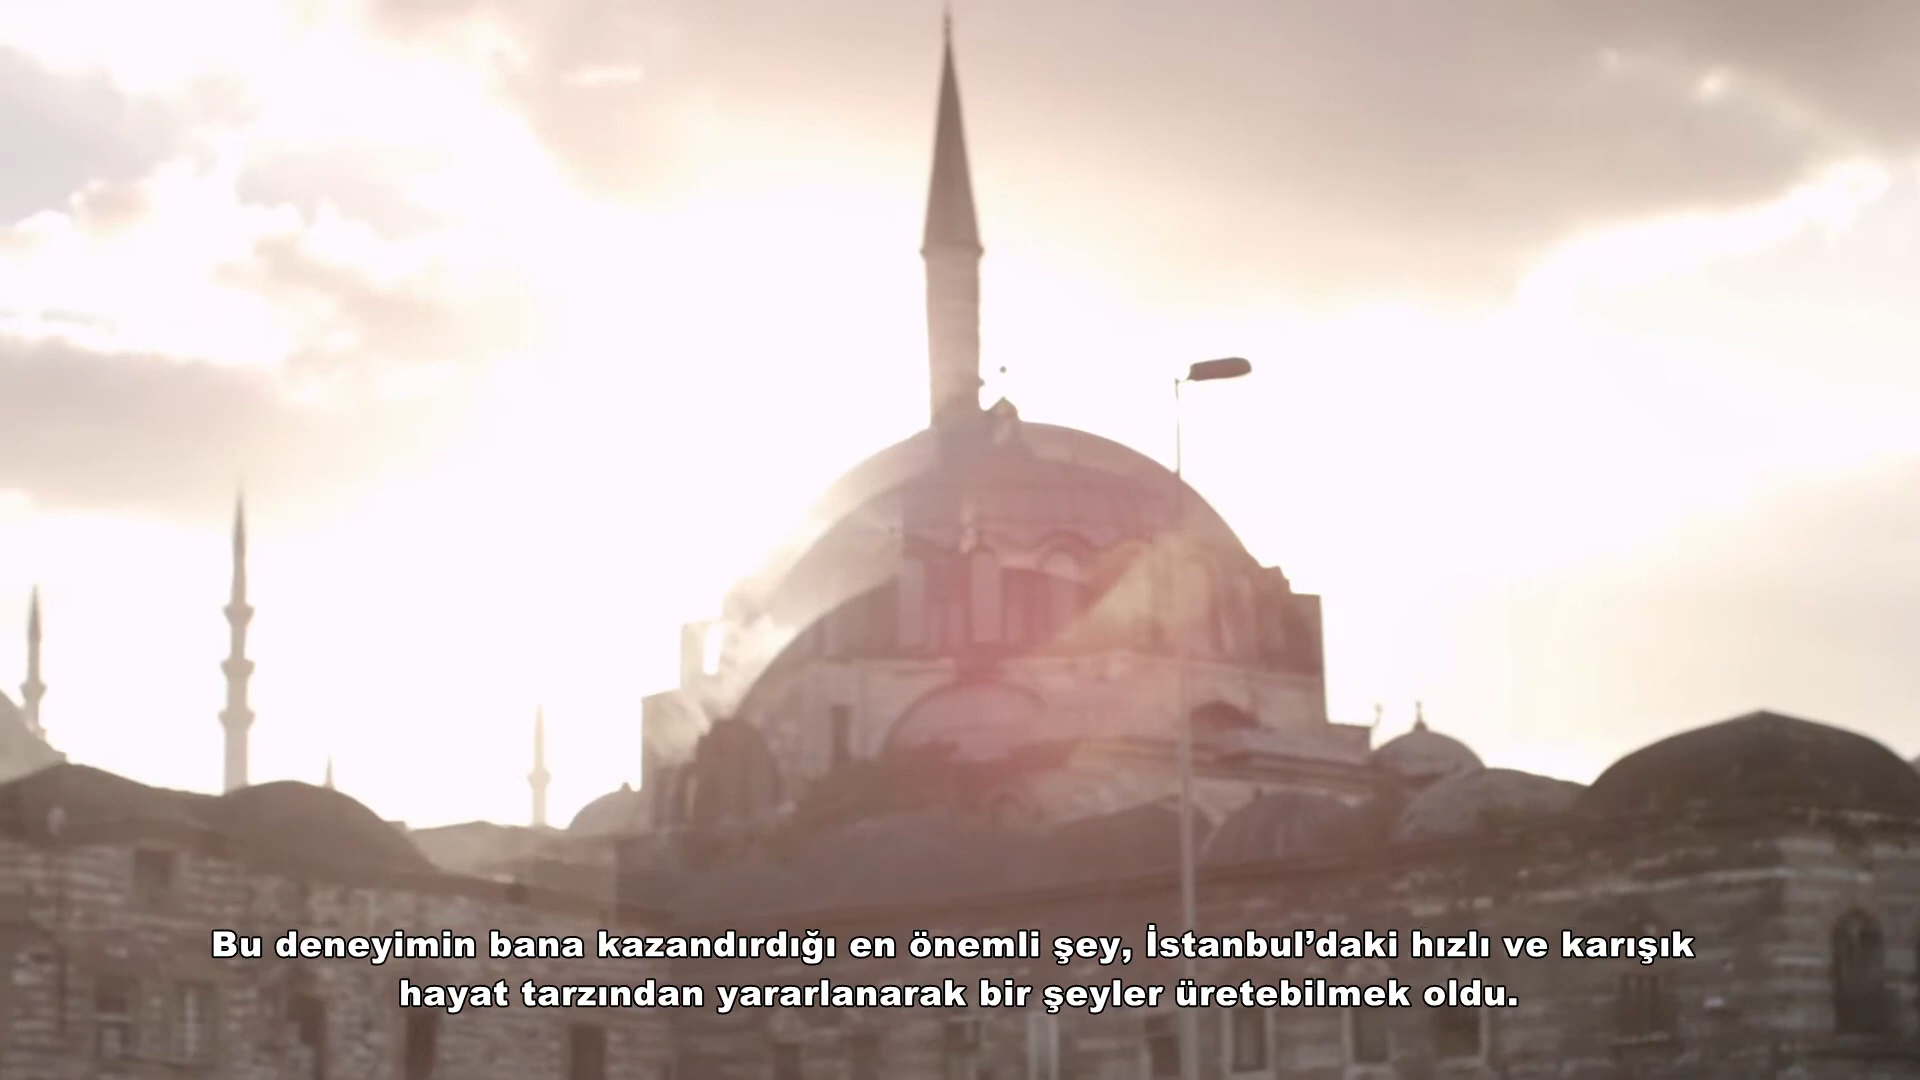 Bu deneyimin bana kazandırdığı en önemli şey, İstanbul’daki hızlı ve karışık
hayat tarzından yararlanarak bir şeyler üretebilmek oldu.